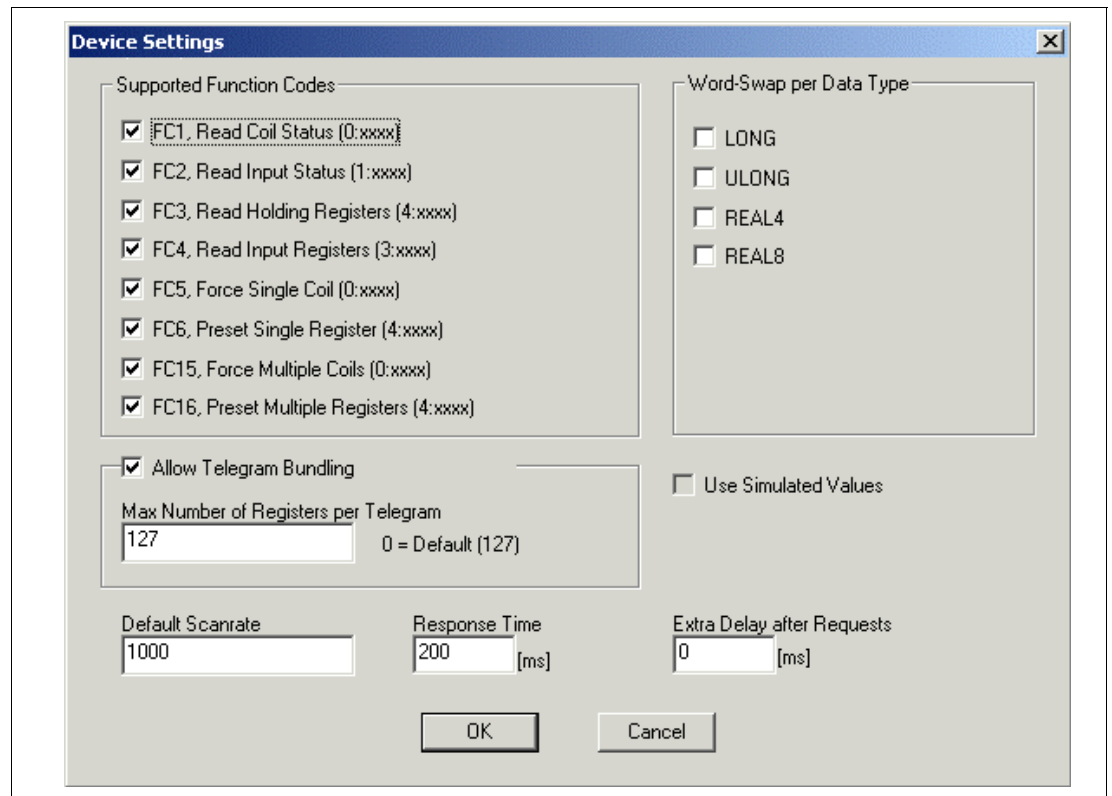 Device Settings
Supported Function Codes
FC1, Read Coil Status (0:xxxx)
FC2, Read Input Status (1:xxxx)
FC3, Read Holding Registers (4:xxxx)
FC4, Read Input Registers (3:xxxx)
FC5, Force Single Coil (0:xxxx)
FC6, Preset Single Register (4:xxxx)
FC15, Force Multiple Coils (0:xxxx)
FC16, Preset Multiple Registers (4:xxxx)
Word-Swap per Data Type
LONG
ULONG
REAL4
REAL8
Allow Telegram Bundling
Max Number of Registers per Telegram
127 0 = Default (127)
Use Simulated Values
Default Scanrate
1000
Response Time
200 [ms]
Extra Delay after Requests
0 [ms]
OK
Cancel